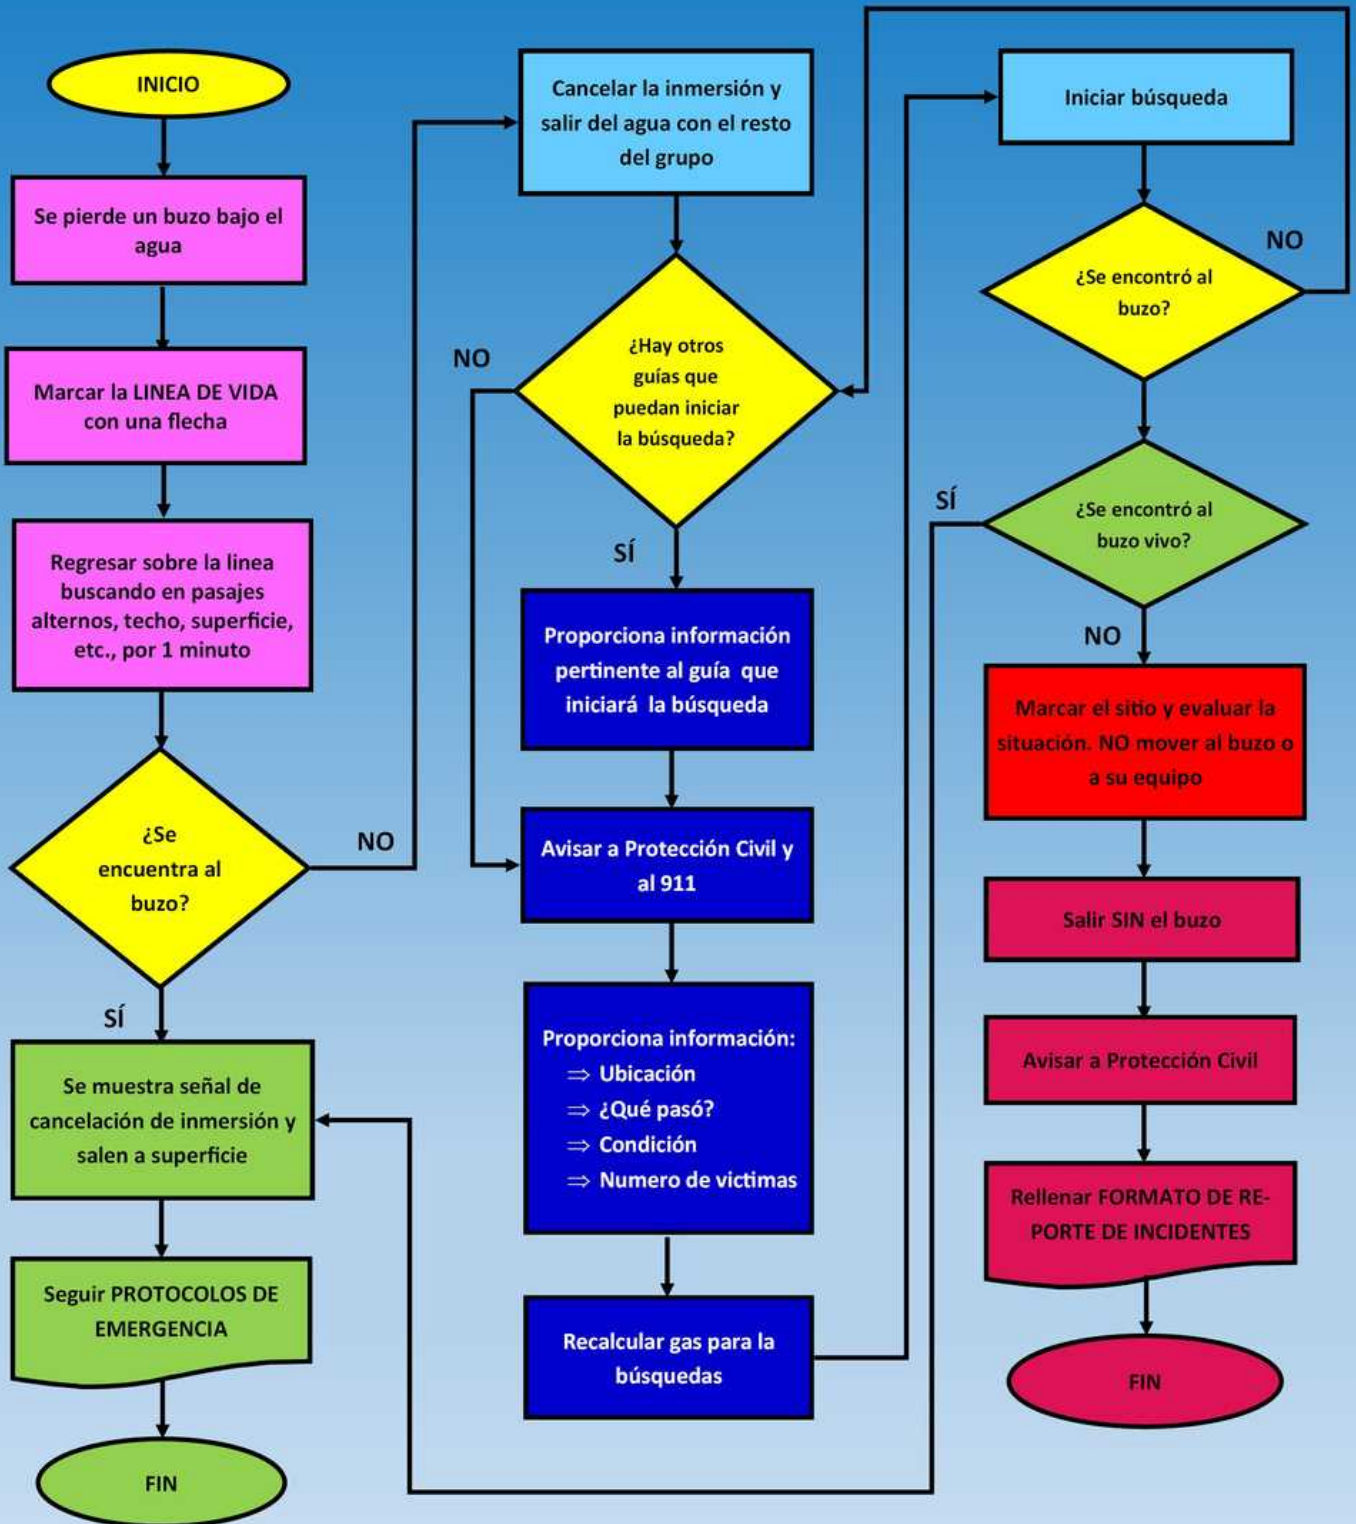 INICIO
Se pierde un buzo bajo el
agua
Marcar la LINEA DE VIDA
con una flecha
Regresar sobre la linea
buscando en pasajes
alternos, techo, superficie,
etc., por 1 minuto
¿Se
encuentra al
buzo?
NO
SÍ
Se muestra señal de
cancelación de inmersión y
salen a superficie
Seguir PROTOCOLOS DE
EMERGENCIA
FIN
Cancelar la inmersión y
salir del agua con el resto
del grupo
¿Hay otros
guías que
puedan iniciar
la búsqueda?
NO
SÍ
Proporciona información
pertinente al guía que
iniciará la búsqueda
Avisar a Protección Civil y
al 911
Proporciona información:
⇒ Ubicación
⇒ ¿Qué pasó?
⇒ Condición
⇒ Numero de victimas
Recalcular gas para la
búsquedas
Iniciar búsqueda
¿Se encontró al
buzo?
NO
¿Se encontró al
buzo vivo?
SÍ
NO
Marcar el sitio y evaluar la
situación. NO mover al buzo o
a su equipo
Salir SIN el buzo
Avisar a Protección Civil
Rellenar FORMATO DE RE-
PORTE DE INCIDENTES
FIN